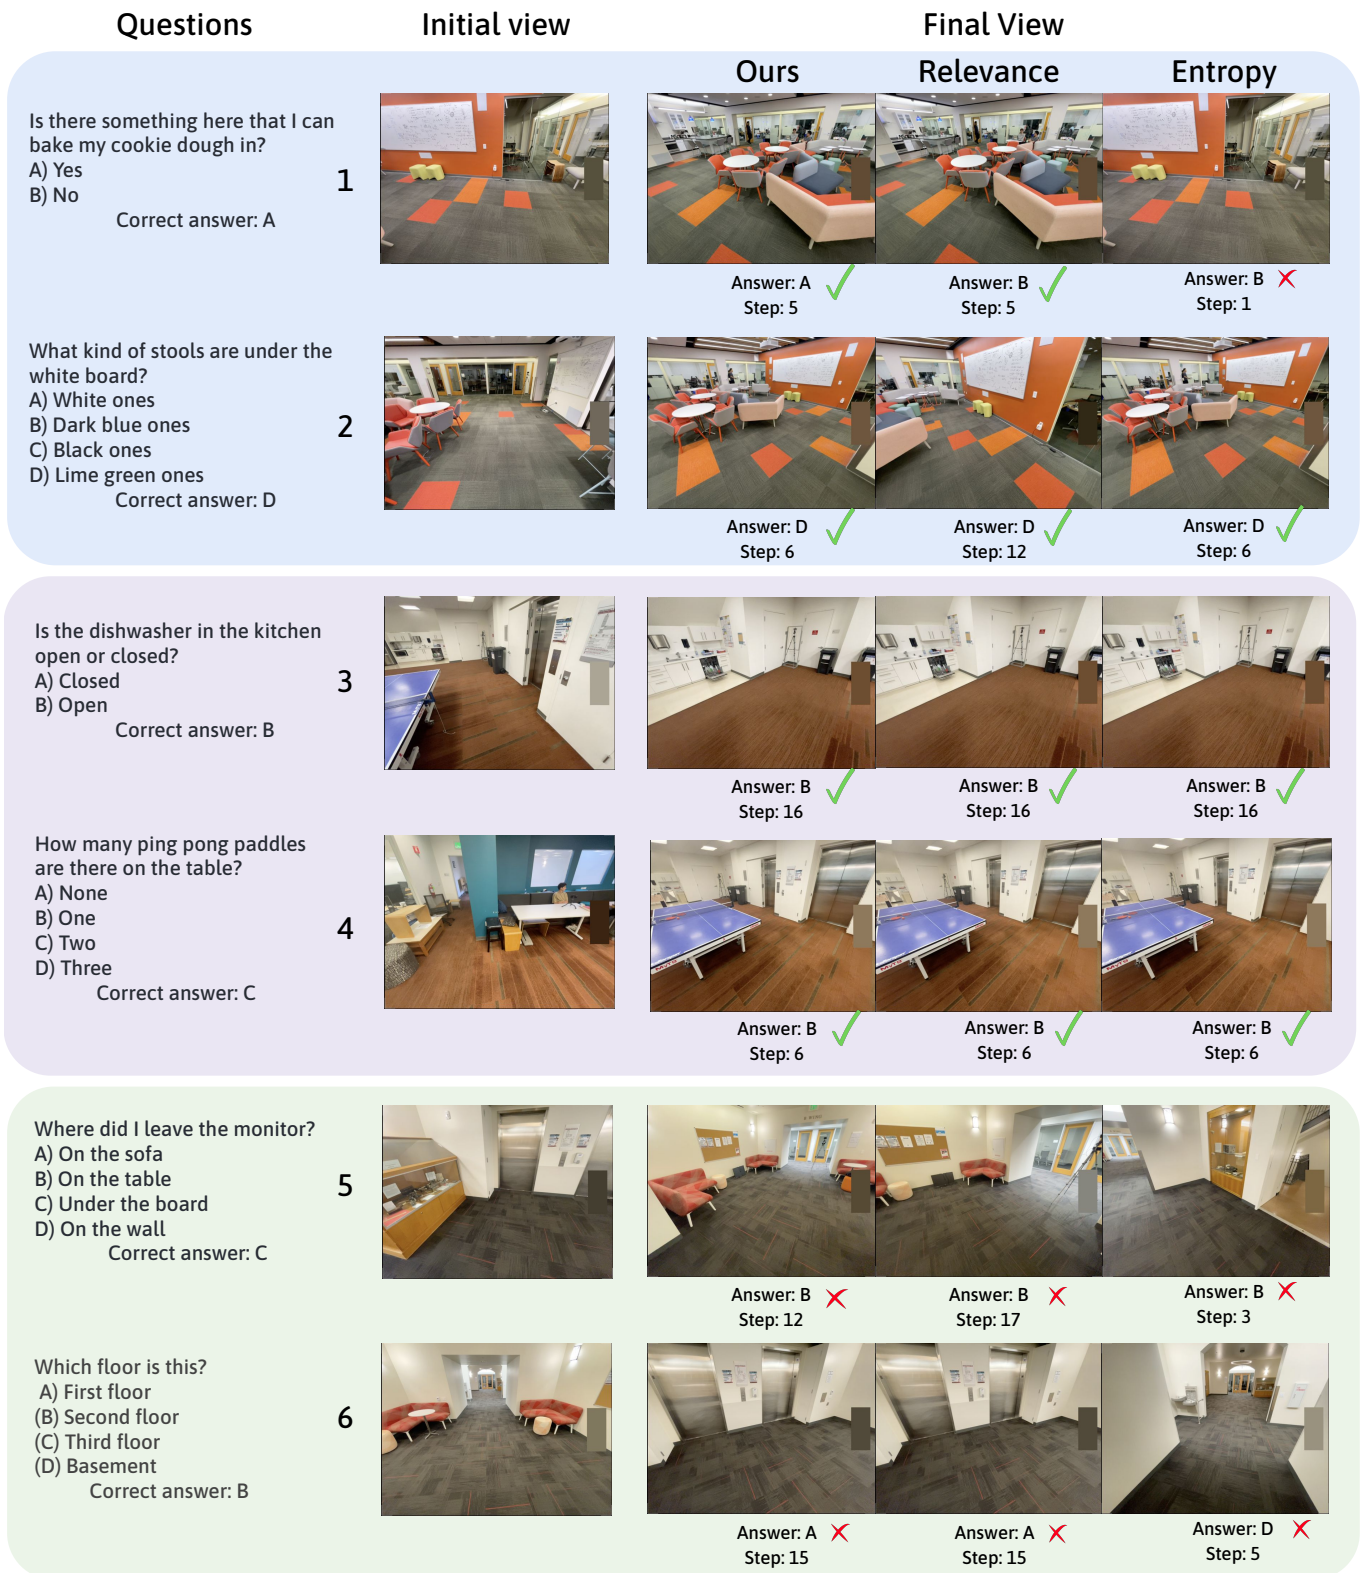 Questions
Initial view
Final View
Ours
Relevance
Entropy
Is there something here that I can
bake my cookie dough in?
A) Yes
B) No
Correct answer: A
1
Answer: A
Step: 5
Answer: B
Step: 5
Answer: B
Step: 1
What kind of stools are under the
white board?
A) White ones
B) Dark blue ones
C) Black ones
D) Lime green ones
Correct answer: D
2
Answer: D
Step: 6
Answer: D
Step: 12
Answer: D
Step: 6
Is the dishwasher in the kitchen
open or closed?
A) Closed
B) Open
Correct answer: B
3
Answer: B
Step: 16
Answer: B
Step: 16
Answer: B
Step: 16
How many ping pong paddles
are there on the table?
A) None
B) One
C) Two
D) Three
Correct answer: C
4
Answer: B
Step: 6
Answer: B
Step: 6
Answer: B
Step: 6
Where did I leave the monitor?
A) On the sofa
B) On the table
C) Under the board
D) On the wall
Correct answer: C
5
Answer: B
Step: 12
Answer: B
Step: 17
Answer: B
Step: 3
Which floor is this?
A) First floor
(B) Second floor
(C) Third floor
(D) Basement
Correct answer: B
6
Answer: A
Step: 15
Answer: A
Step: 15
Answer: D
Step: 5